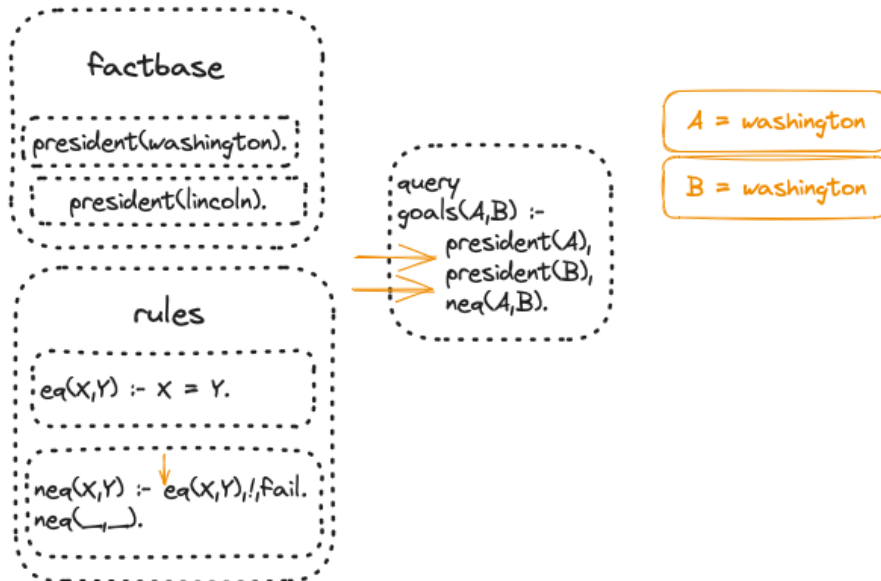 factbase
president(washington).
president(lincoln).
rules
eq(X,Y) :- X = Y.
neq(X,Y) :- eq(X,Y),!,fail.
neq(_,_).
query
goals(A,B) :-
president(A),
president(B),
neq(A,B).
A = washington
B = washington